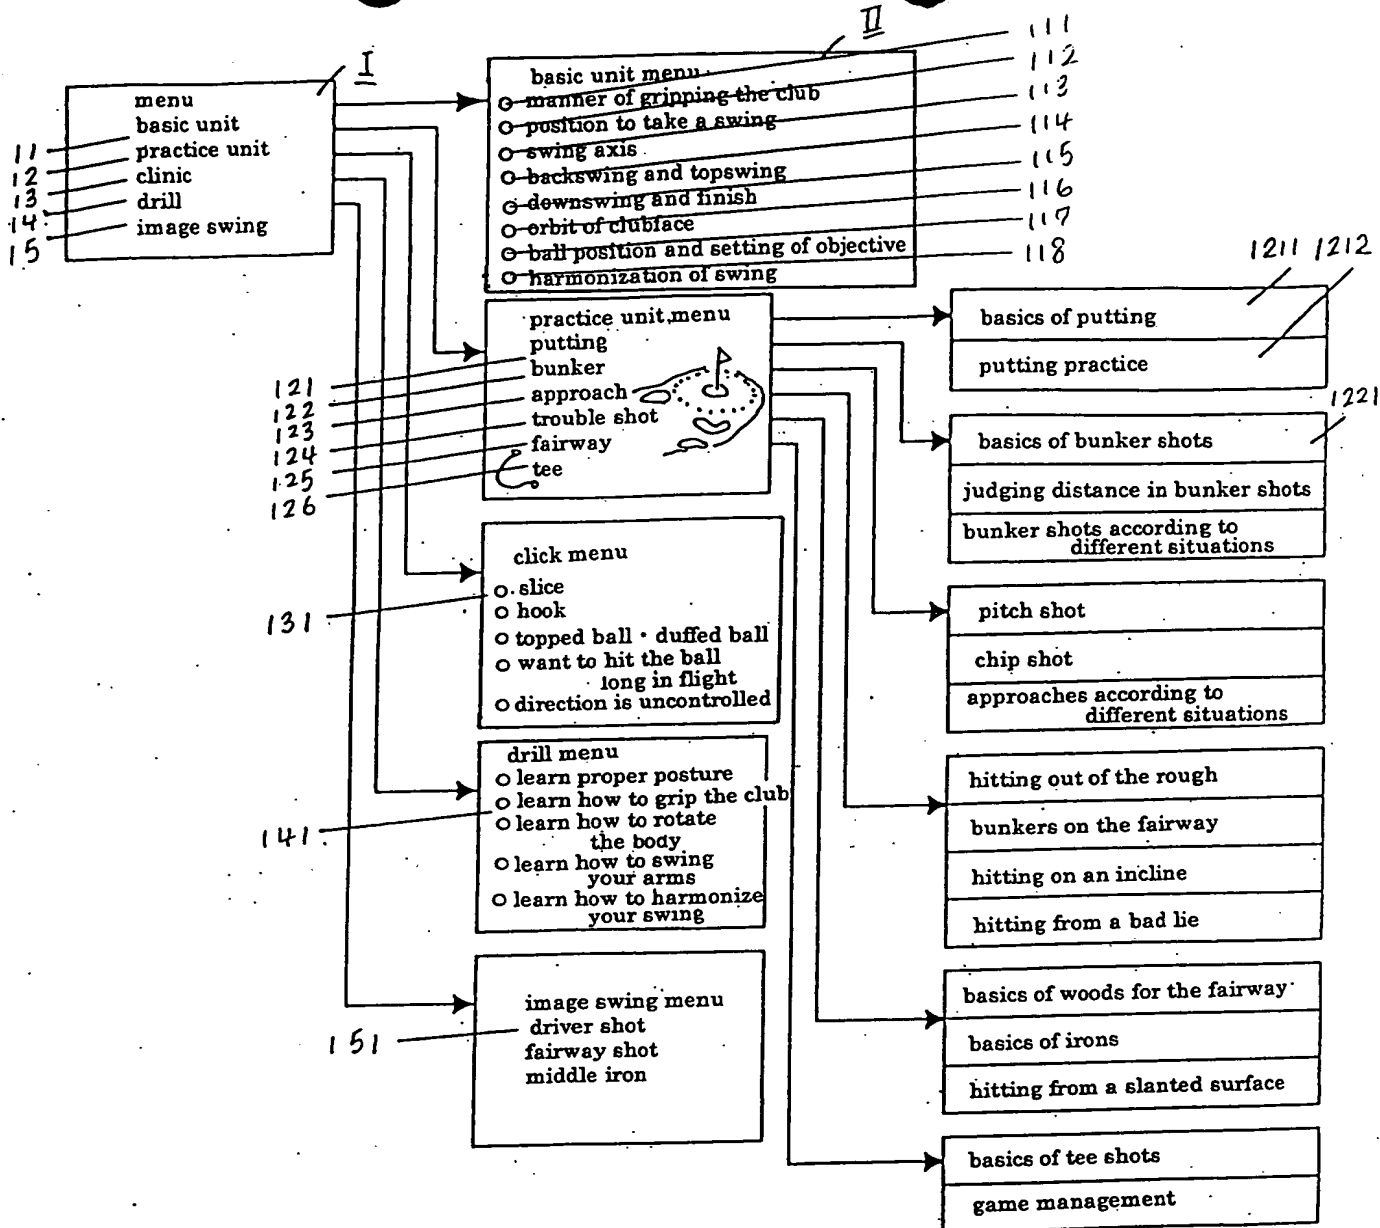 I
menu
basic unit
practice unit
clinic
drill
image swing
11
12
13
14
15
II
basic unit menu
manner of gripping the club
position to take a swing
swing axis
backswing and topswing
downswing and finish
orbit of clubface
ball position and setting of objective
harmonization of swing
111
112
113
114
115
116
117
118
practice unit menu
putting
bunker
approach
trouble shot
fairway
tee
121
122
123
124
125
126
click menu
slice
hook
topped ball · duffed ball
want to hit the ball
long in flight
direction is uncontrolled
131
drill menu
learn proper posture
learn how to grip the club
learn how to rotate
the body
learn how to swing
your arms
learn how to harmonize
your swing
141
image swing menu
driver shot
fairway shot
middle iron
151
1211 1212
basics of putting
putting practice
1221
basics of bunker shots
judging distance in bunker shots
bunker shots according to
different situations
pitch shot
chip shot
approaches according to
different situations
hitting out of the rough
bunkers on the fairway
hitting on an incline
hitting from a bad lie
basics of woods for the fairway
basics of irons
hitting from a slanted surface
basics of tee shots
game management